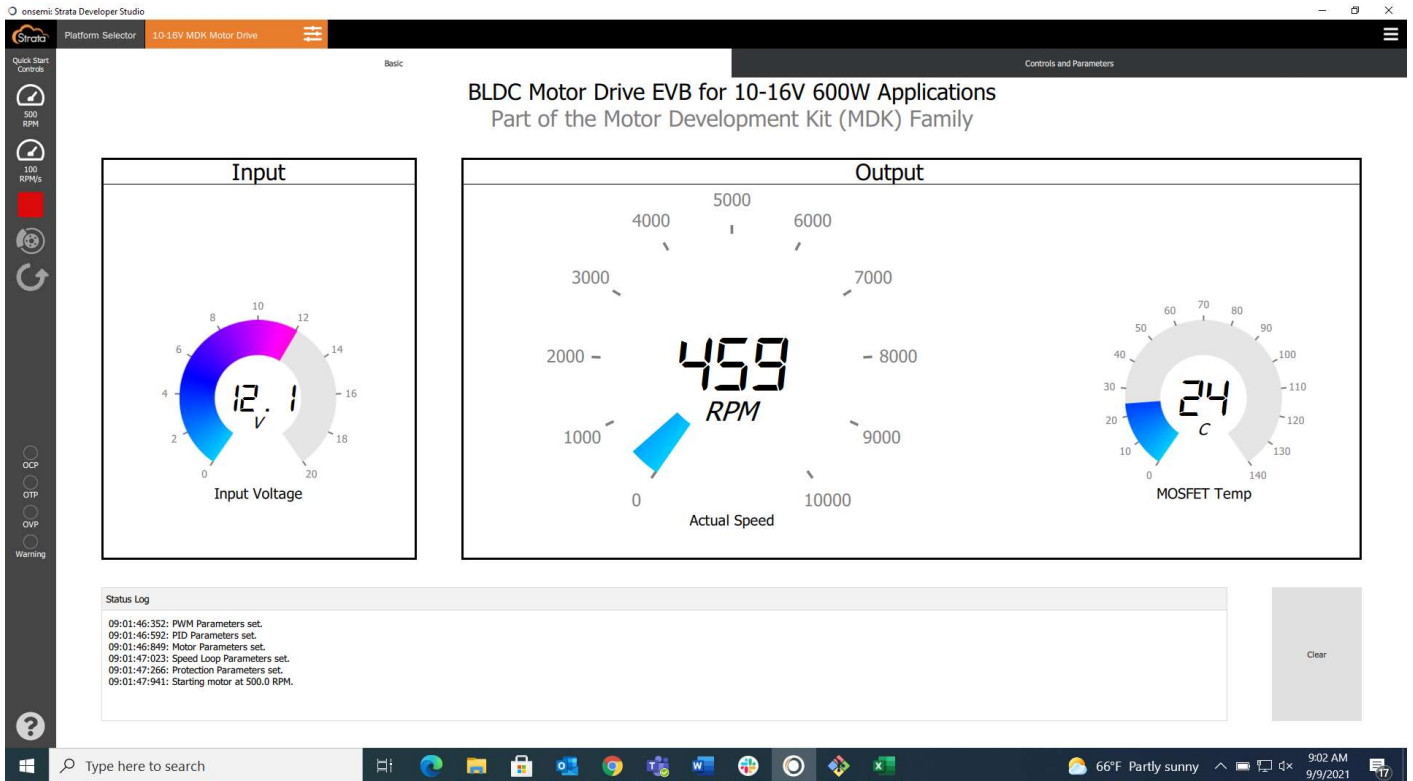 onsemi: Strata Developer Studio
Strata
Platform Selector
10-16V MDK Motor Drive
Quick Start
Controls
500
RPM
100
RPM/s
OCP
OTP
OVP
Warning
Basic
Controls and Parameters
BLDC Motor Drive EVB for 10-16V 600W Applications
Part of the Motor Development Kit (MDK) Family
Input
0
2
4
6
8
10
12
14
16
18
20
12.1
V
Input Voltage
Output
0
1000
2000
3000
4000
5000
6000
7000
8000
9000
10000
459
RPM
Actual Speed
0
10
20
30
40
50
60
70
80
90
100
110
120
130
140
24
C
MOSFET Temp
Status Log
09:01:46:352: PWM Parameters set.
09:01:46:592: PID Parameters set.
09:01:46:849: Motor Parameters set.
09:01:47:023: Speed Loop Parameters set.
09:01:47:266: Protection Parameters set.
09:01:47:941: Starting motor at 500.0 RPM.
Clear
?
Type here to search
66°F Partly sunny
9:02 AM
9/9/2021
17